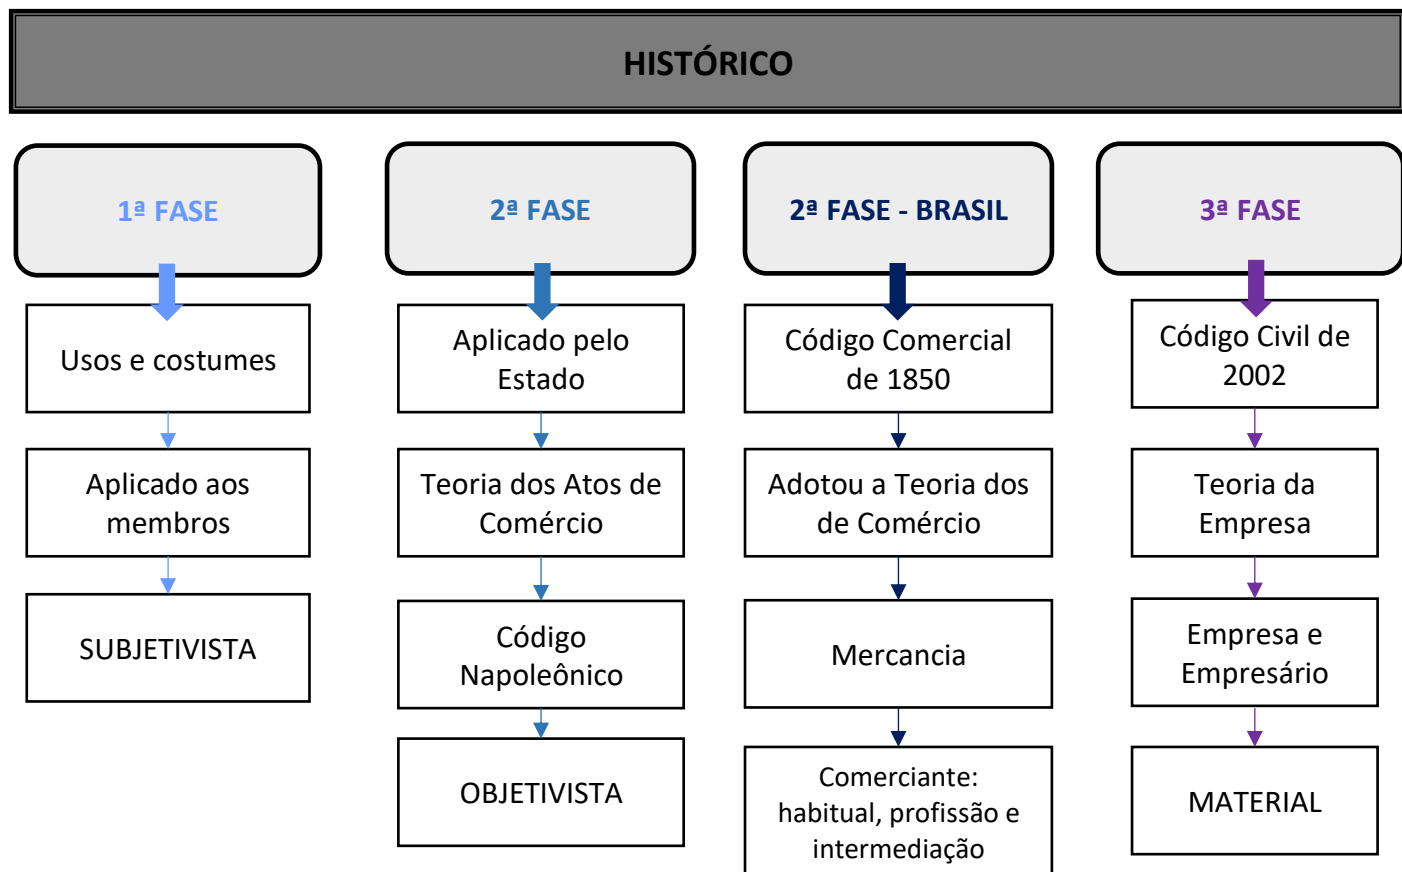 HISTÓRICO
1ª FASE
Usos e costumes
Aplicado aos
membros
SUBJETIVISTA
2ª FASE
Aplicado pelo
Estado
Teoria dos Atos de
Comércio
Código
Napoleônico
OBJETIVISTA
2ª FASE - BRASIL
Código Comercial
de 1850
Adotou a Teoria dos
de Comércio
Mercancia
Comerciante:
habitual, profissão e
intermediação
3ª FASE
Código Civil de
2002
Teoria da
Empresa
Empresa e
Empresário
MATERIAL